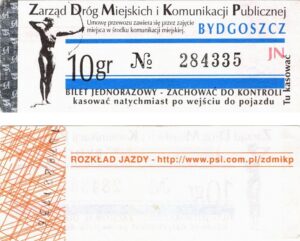 Zarząd Dróg Miejskich i Komunikacji Publicznej
Umowę przewozu zawiera się przez zajęcie
miejsca w środku komunikacji miejskiej.
BYDGOSZCZ
JN
10gr № 284335
BILET JEDNORAZOWY - ZACHOWAĆ DO KONTROLI
kasować natychmiast po wejściu do pojazdu
Tu kasować
ROZKŁAD JAZDY - http://www.psi.com.pl/zdmikp